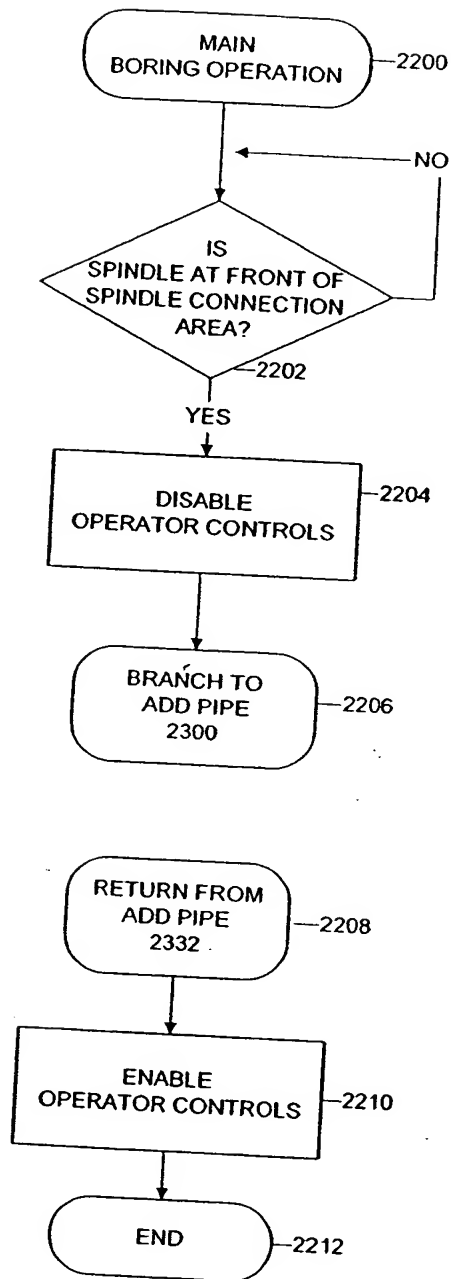 MAIN
BORING OPERATION
2200
NO
IS
SPINDLE AT FRONT OF
SPINDLE CONNECTION
AREA?
2202
YES
DISABLE
OPERATOR CONTROLS
2204
BRANCH TO
ADD PIPE
2300
2206
RETURN FROM
ADD PIPE
2332
2208
ENABLE
OPERATOR CONTROLS
2210
END
2212